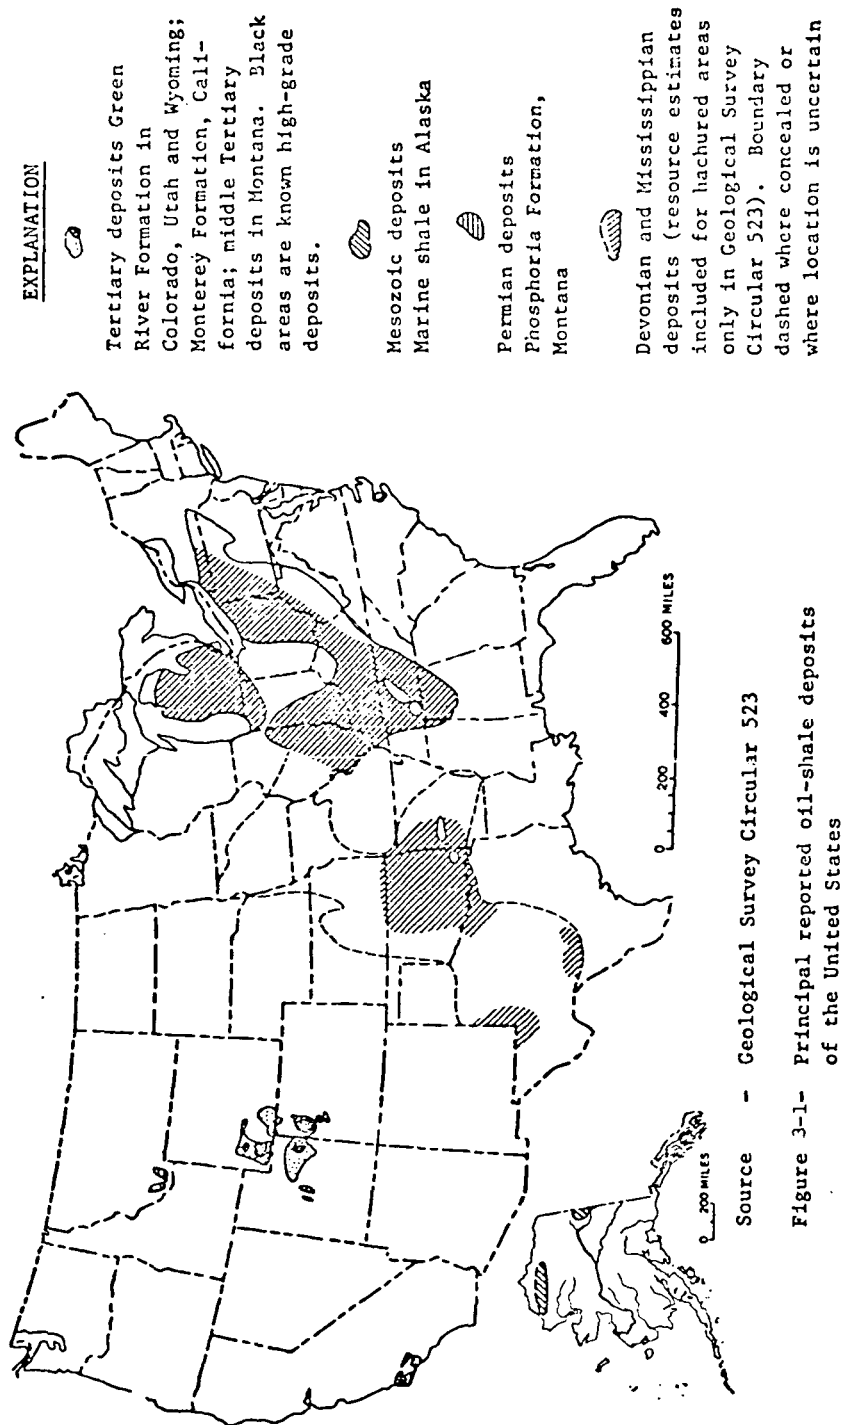 EXPLANATION
Tertiary deposits Green
River Formation in
Colorado, Utah and Wyoming;
Monterey Formation, Cali-
fornia; middle Tertiary
deposits in Montana. Black
areas are known high-grade
deposits.
Mesozoic deposits
Marine shale in Alaska
Permian deposits
Phosphoria Formation,
Montana
Devonian and Mississippian
deposits (resource estimates
included for hachured areas
only in Geological Survey
Circular 523). Boundary
dashed where concealed or
where location is uncertain
0 200 400 600 MILES
0 200 MILES
Source - Geological Survey Circular 523
Figure 3-1- Principal reported oil-shale deposits
of the United States